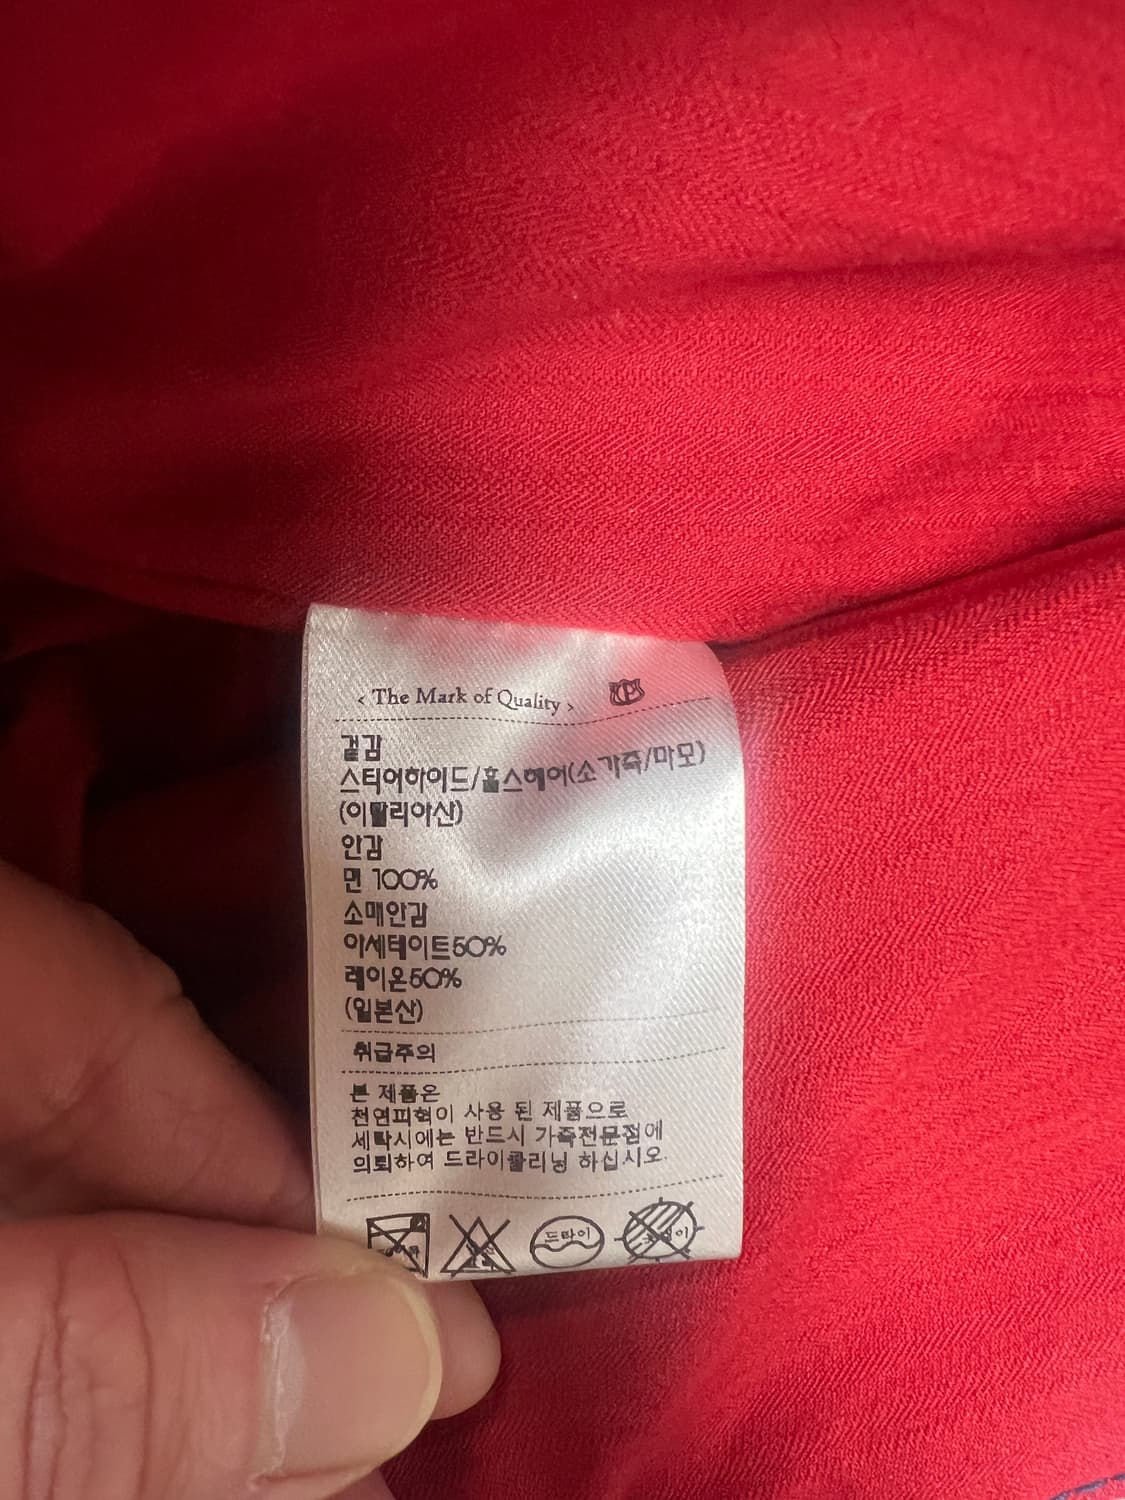 < The Mark of Quality >
겉감
스티어하이드/홀스헤어(소가죽/마모)
(이탈리아산)
안감
면 100%
소매안감
아세테이트50%
레이온50%
(일본산)
취급주의
본 제품은
천연피혁이 사용 된 제품으로
세탁시에는 반드시 가죽전문점에
의뢰하여 드라이클리닝 하십시오.
드라이